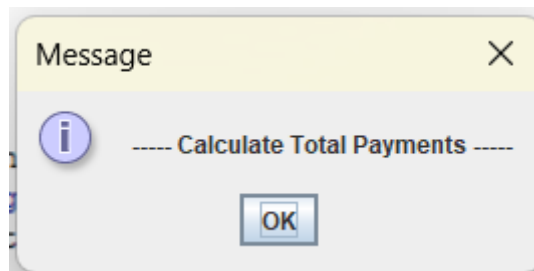 Message
----- Calculate Total Payments -----
OK